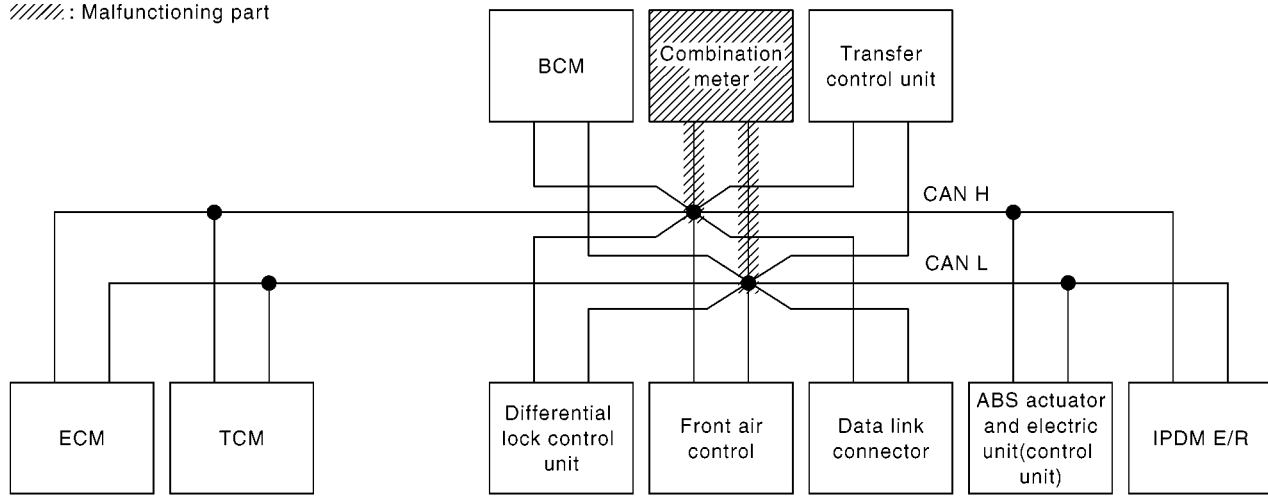 : Malfunctioning part
BCM
Combination
meter
Transfer
control unit
CAN H
CAN L
ECM
TCM
Differential
lock control
unit
Front air
control
Data link
connector
ABS actuator
and electric
unit(control
unit)
IPDM E/R